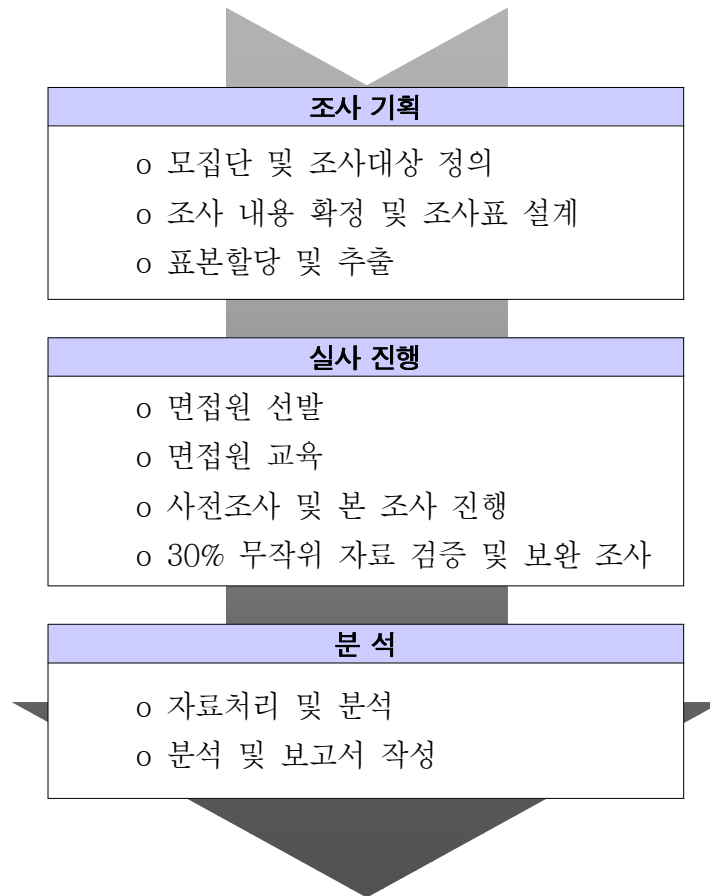 조사 기획
o 모집단 및 조사대상 정의
o 조사 내용 확정 및 조사표 설계
o 표본할당 및 추출
실사 진행
o 면접원 선발
o 면접원 교육
o 사전조사 및 본 조사 진행
o 30% 무작위 자료 검증 및 보완 조사
분 석
o 자료처리 및 분석
o 분석 및 보고서 작성